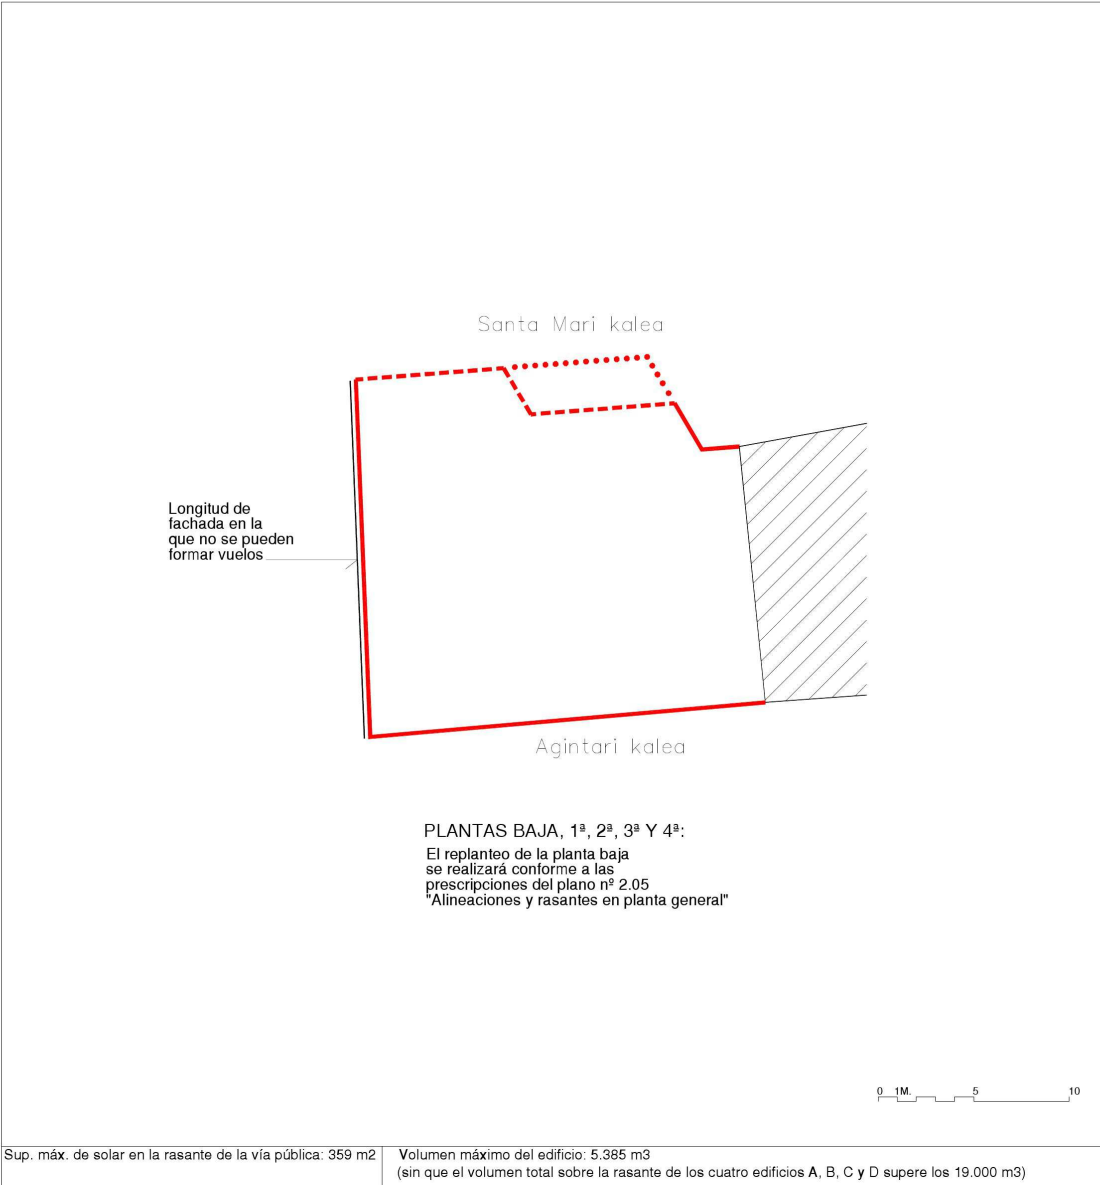 Santa Mari kalea
Longitud de
fachada en la
que no se pueden
formar vuelos
Agintari kalea
PLANTAS BAJA, 1ª, 2ª, 3ª Y 4ª:
El replanteo de la planta baja
se realizará conforme a las
prescripciones del plano nº 2.05
"Alineaciones y rasantes en planta general"
0 1M. 5 10
Sup. máx. de solar en la rasante de la vía pública: 359 m2
Volumen máximo del edificio: 5.385 m3
(sin que el volumen total sobre la rasante de los cuatro edificios A, B, C y D supere los 19.000 m3)